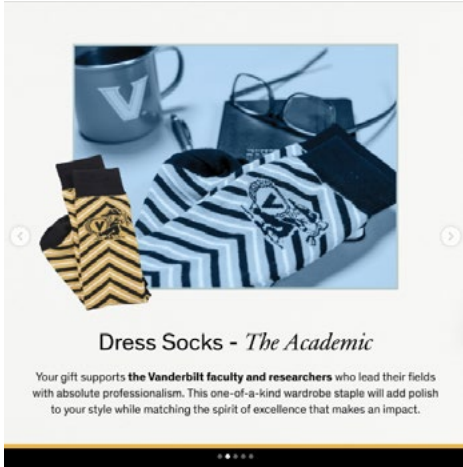 V
V
V
Dress Socks - The Academic
Your gift supports the Vanderbilt faculty and researchers who lead their fields
with absolute professionalism. This one-of-a-kind wardrobe staple will add polish
to your style while matching the spirit of excellence that makes an impact.